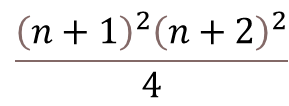 (n + 1)²(n + 2)²
4